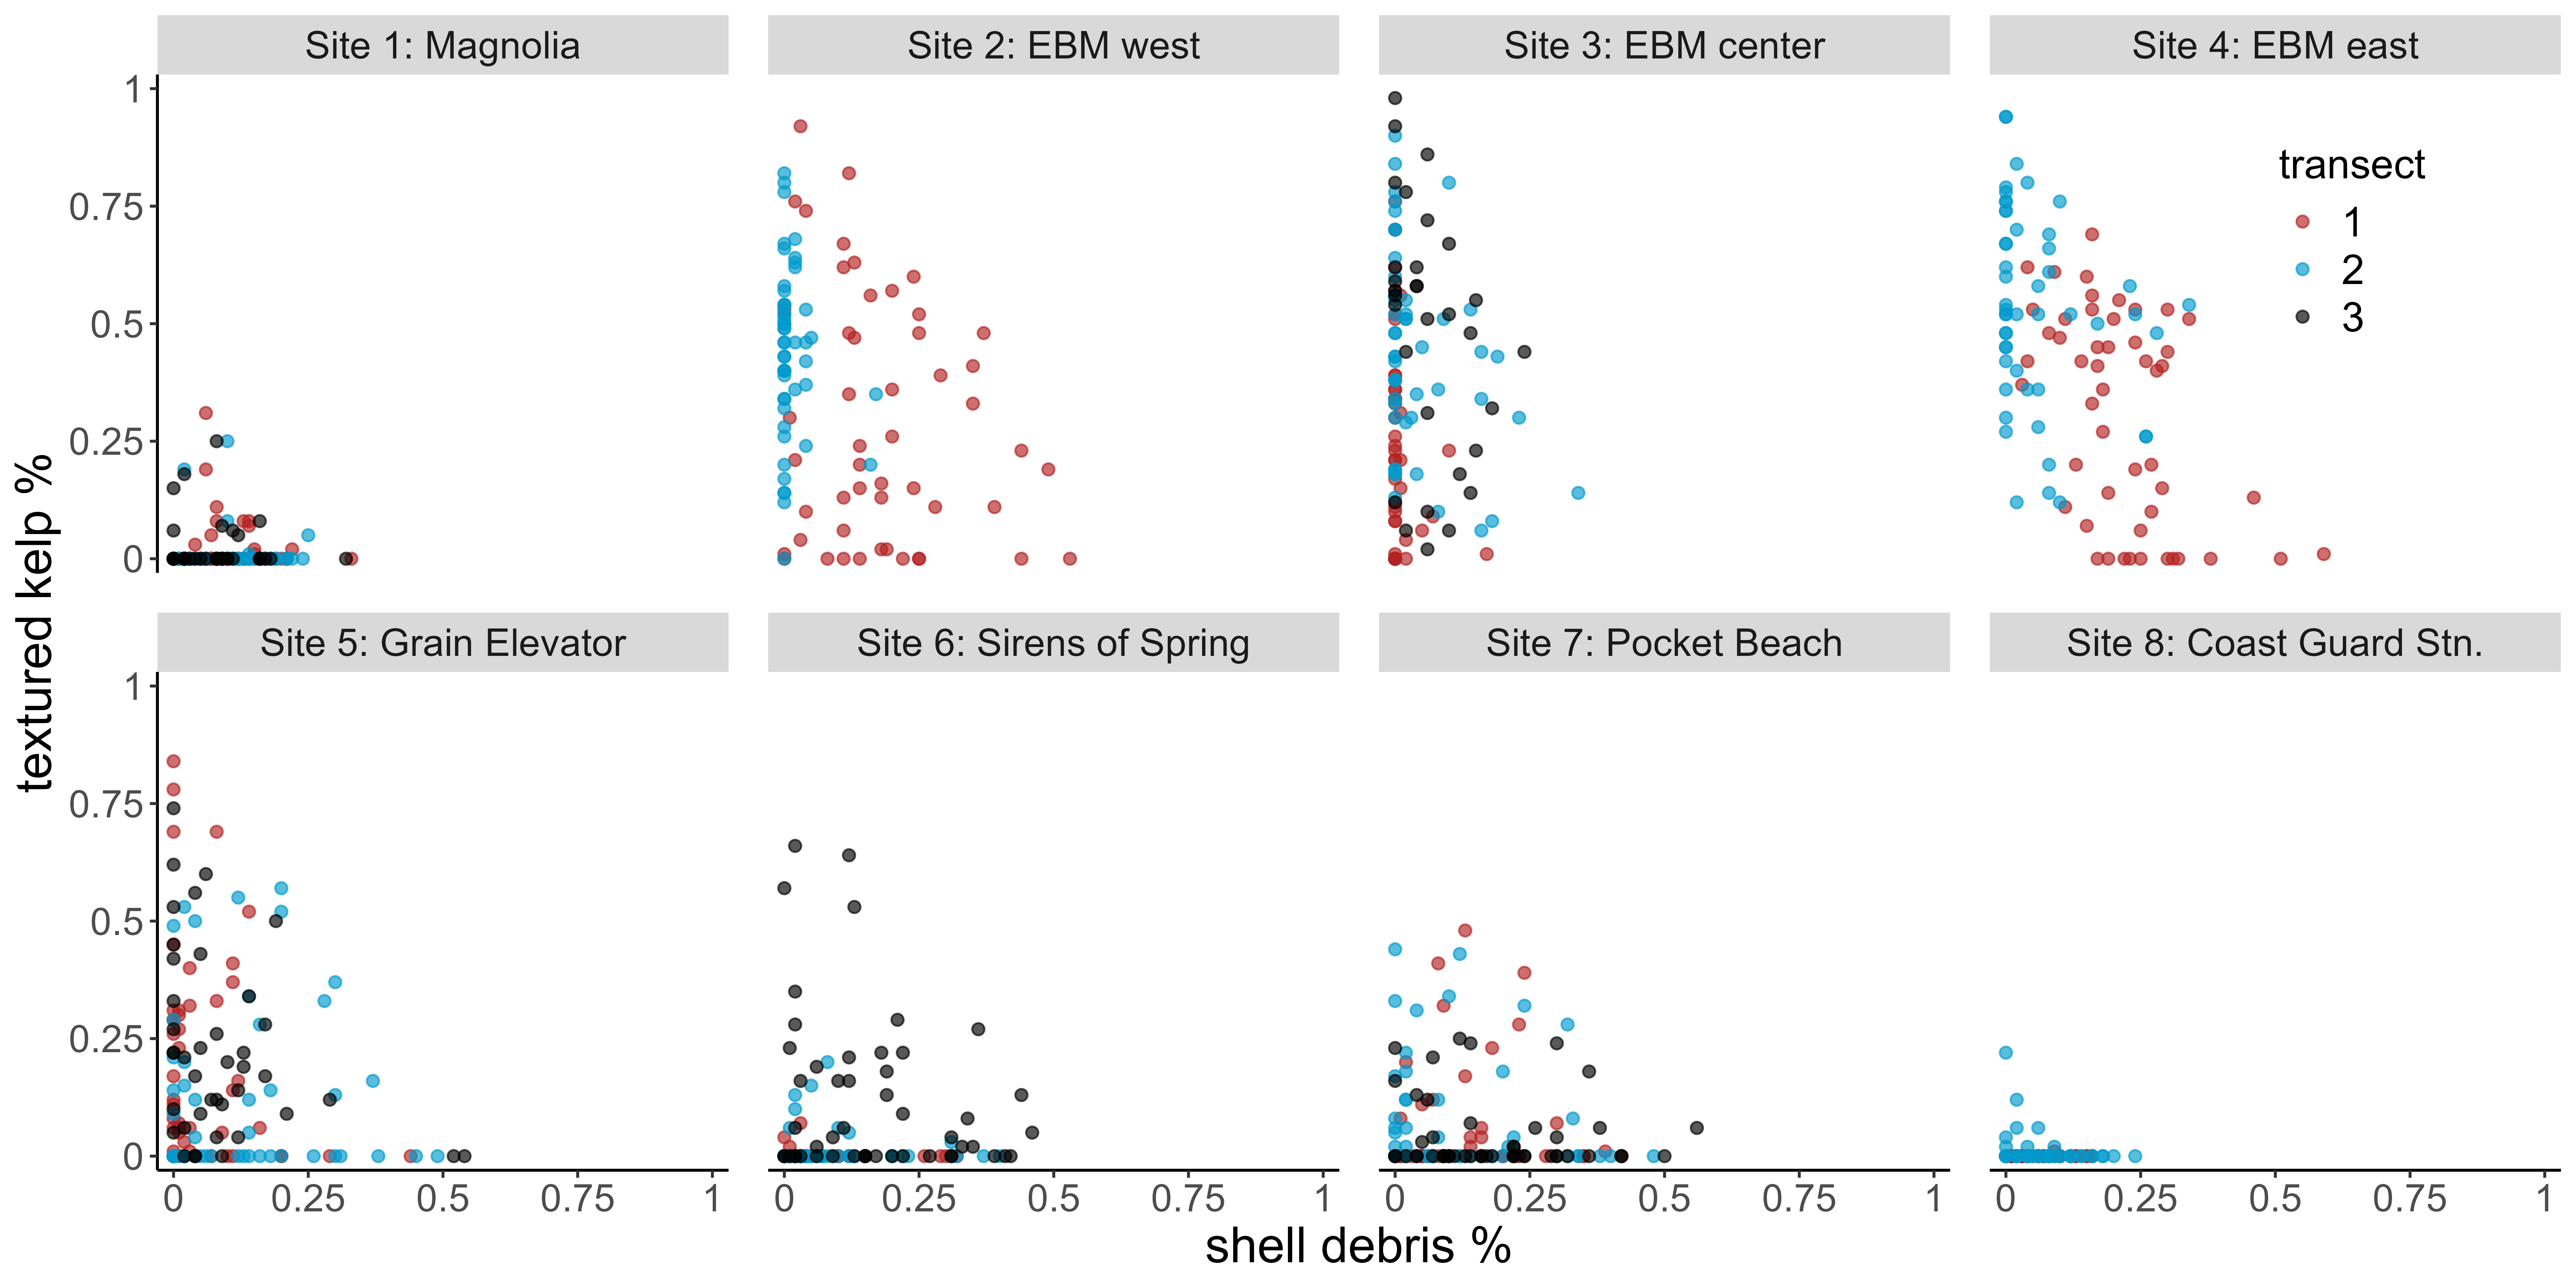 Site 1: Magnolia
Site 2: EBM west
Site 3: EBM center
Site 4: EBM east
1
0.75
0.5
0.25
0
transect
1
2
3
textured kelp %
Site 5: Grain Elevator
Site 6: Sirens of Spring
Site 7: Pocket Beach
Site 8: Coast Guard Stn.
1
0.75
0.5
0.25
0
0 0.25 0.5 0.75 1
0 0.25 0.5 0.75 1
0 0.25 0.5 0.75 1
0 0.25 0.5 0.75 1
shell debris %